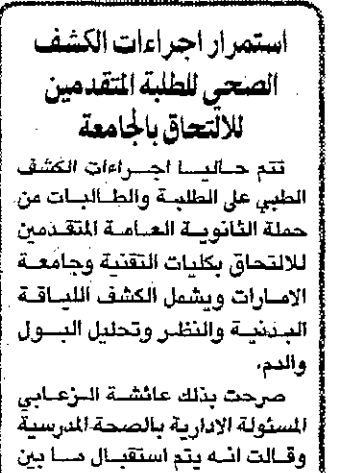 استمرار اجراءات الكشف
الصحي للطلبة المتقدمين
للالتحاق بالجامعة
تتم حاليا اجراءات الكشف
الطبي على الطلبة والطالبات من
حملة الثانوية العامة المتقدمين
للالتحاق بكليات التقنية وجامعة
الامارات ويشمل الكشف اللياقة
البدنية والنظر وتحليل البول
والدم.
صرحت بذلك عائشة الزعابي
المسئولة الادارية بالصحة المدرسية
وقالت انه يتم استقبال ما بين